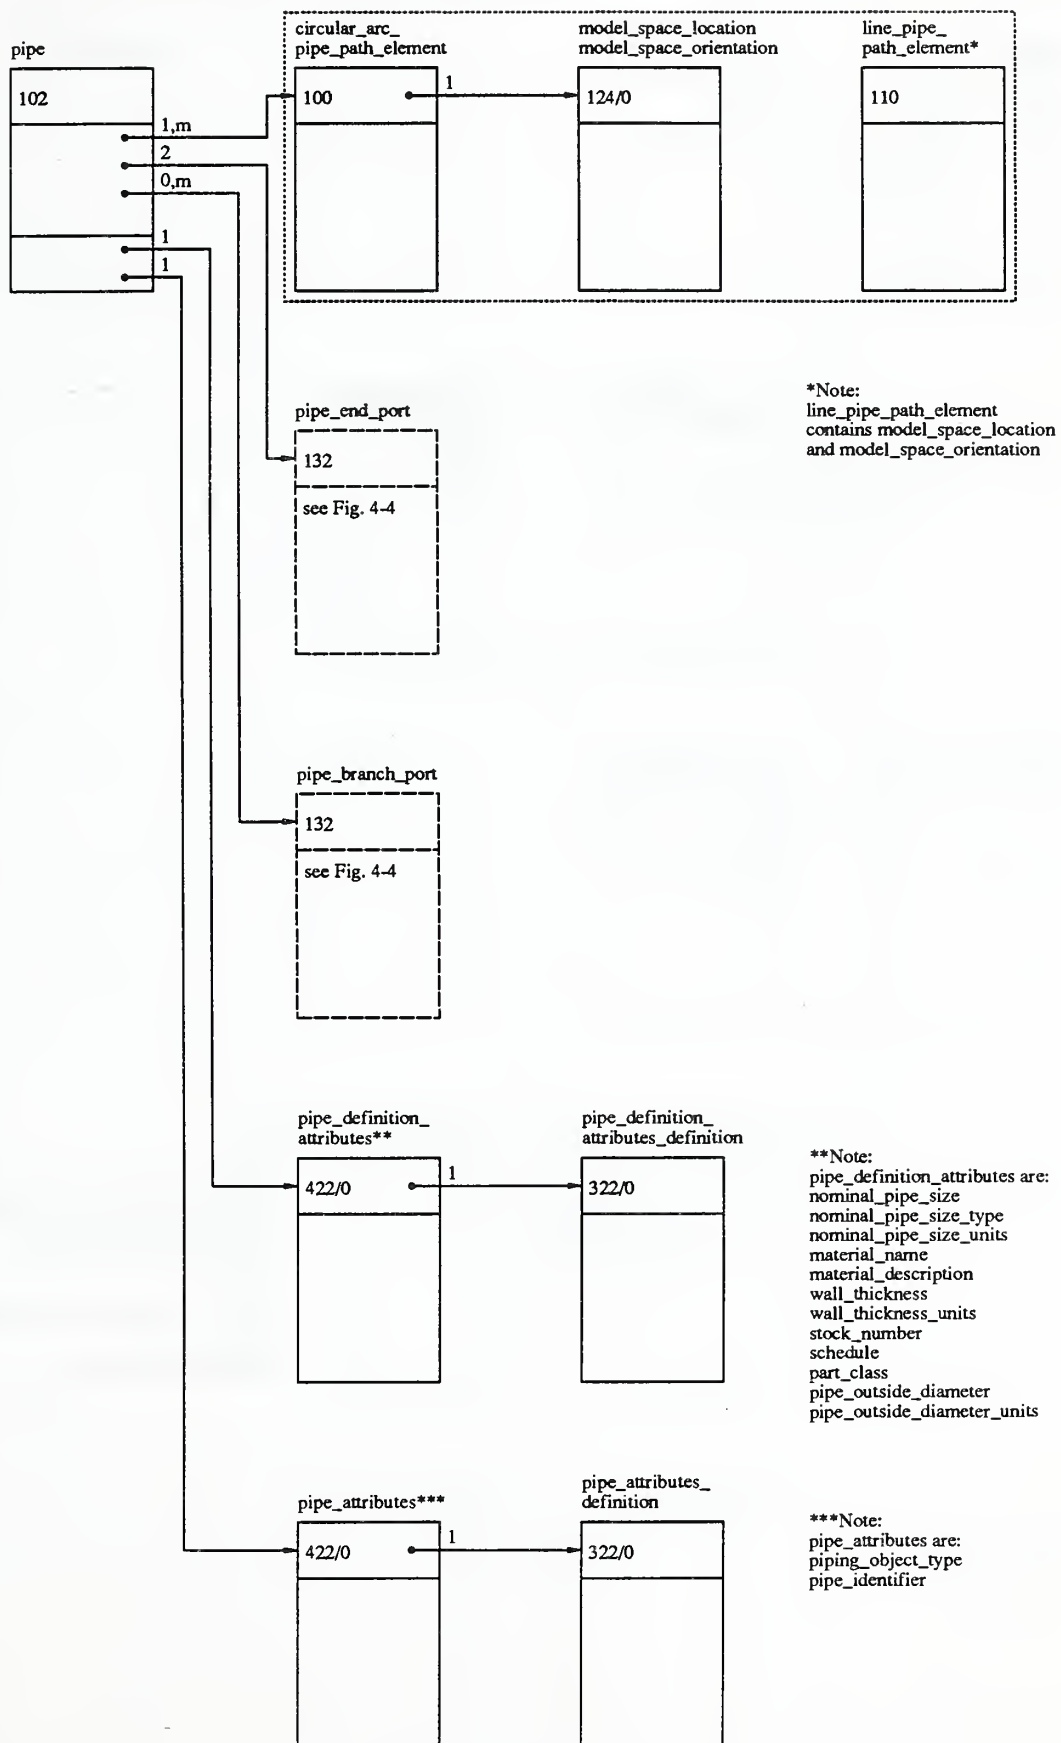 pipe
102
1,m
2
0,m
1
1
circular_arc_
pipe_path_element
100
1
model_space_location
model_space_orientation
124/0
line_pipe_
path_element*
110
*Note:
line_pipe_path_element
contains model_space_location
and model_space_orientation
pipe_end_port
132
see Fig. 4-4
pipe_branch_port
132
see Fig. 4-4
pipe_definition_
attributes**
422/0
1
pipe_definition_
attributes_definition
322/0
**Note:
pipe_definition_attributes are:
nominal_pipe_size
nominal_pipe_size_type
nominal_pipe_size_units
material_name
material_description
wall_thickness
wall_thickness_units
stock_number
schedule
part_class
pipe_outside_diameter
pipe_outside_diameter_units
pipe_attributes***
422/0
1
pipe_attributes_
definition
322/0
***Note:
pipe_attributes are:
piping_object_type
pipe_identifier